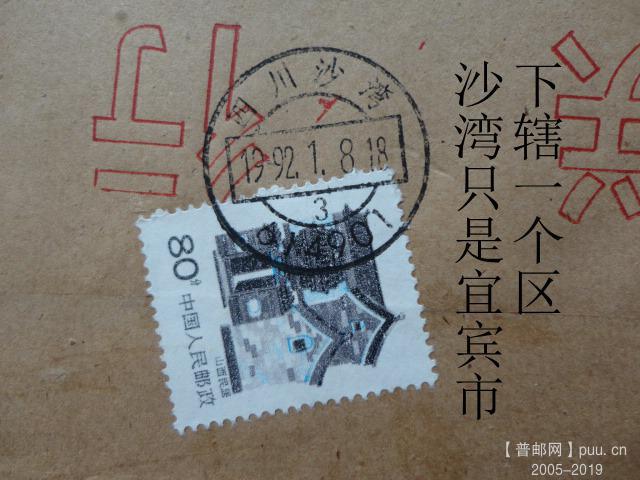 四川沙湾
1992.1.8.18
3
614901
80分
中国人民邮政
山西民居
沙湾只是宜宾市
下辖一个区
【普邮网】puu.cn
2005-2019